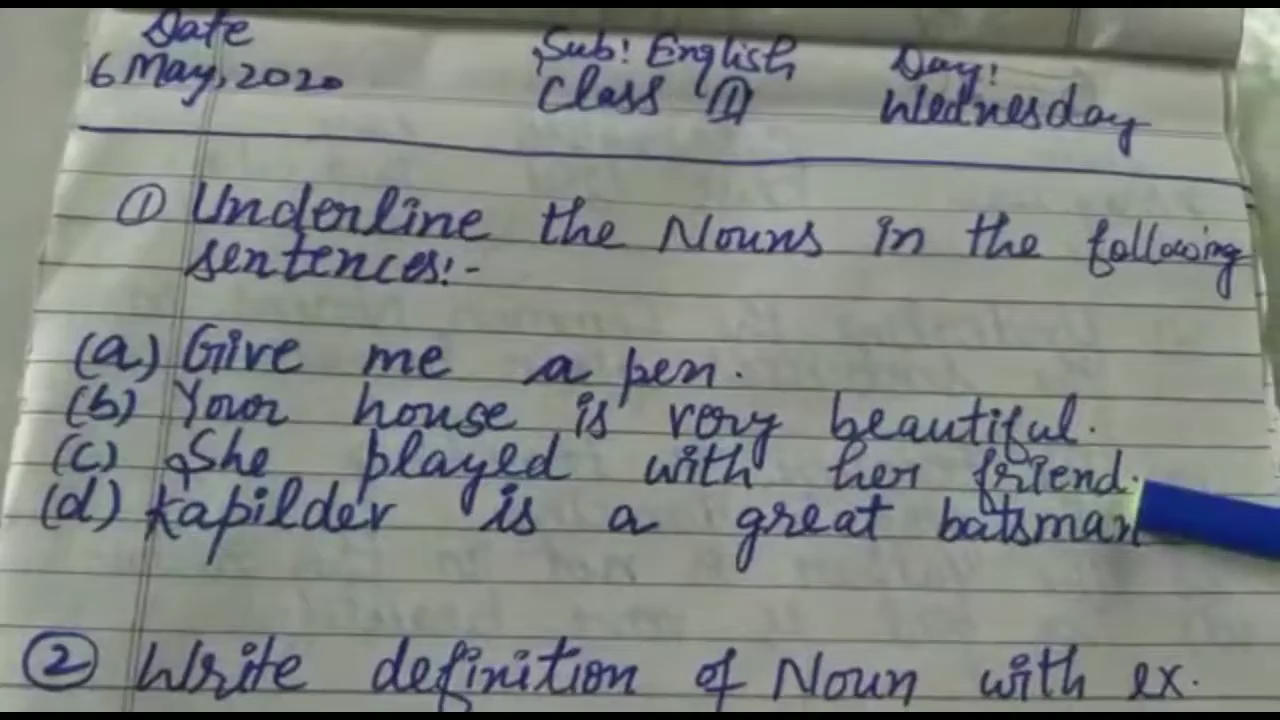 Date Sub: English Day:
6 May, 2020 Class II Wednesday
① Underline the Nouns in the following
sentences:-
(a) Give me a pen.
(b) Your house is very beautiful.
(c) She played with her friend.
(d) Kapildev is a great batsman
② Write definition of Noun with ex.